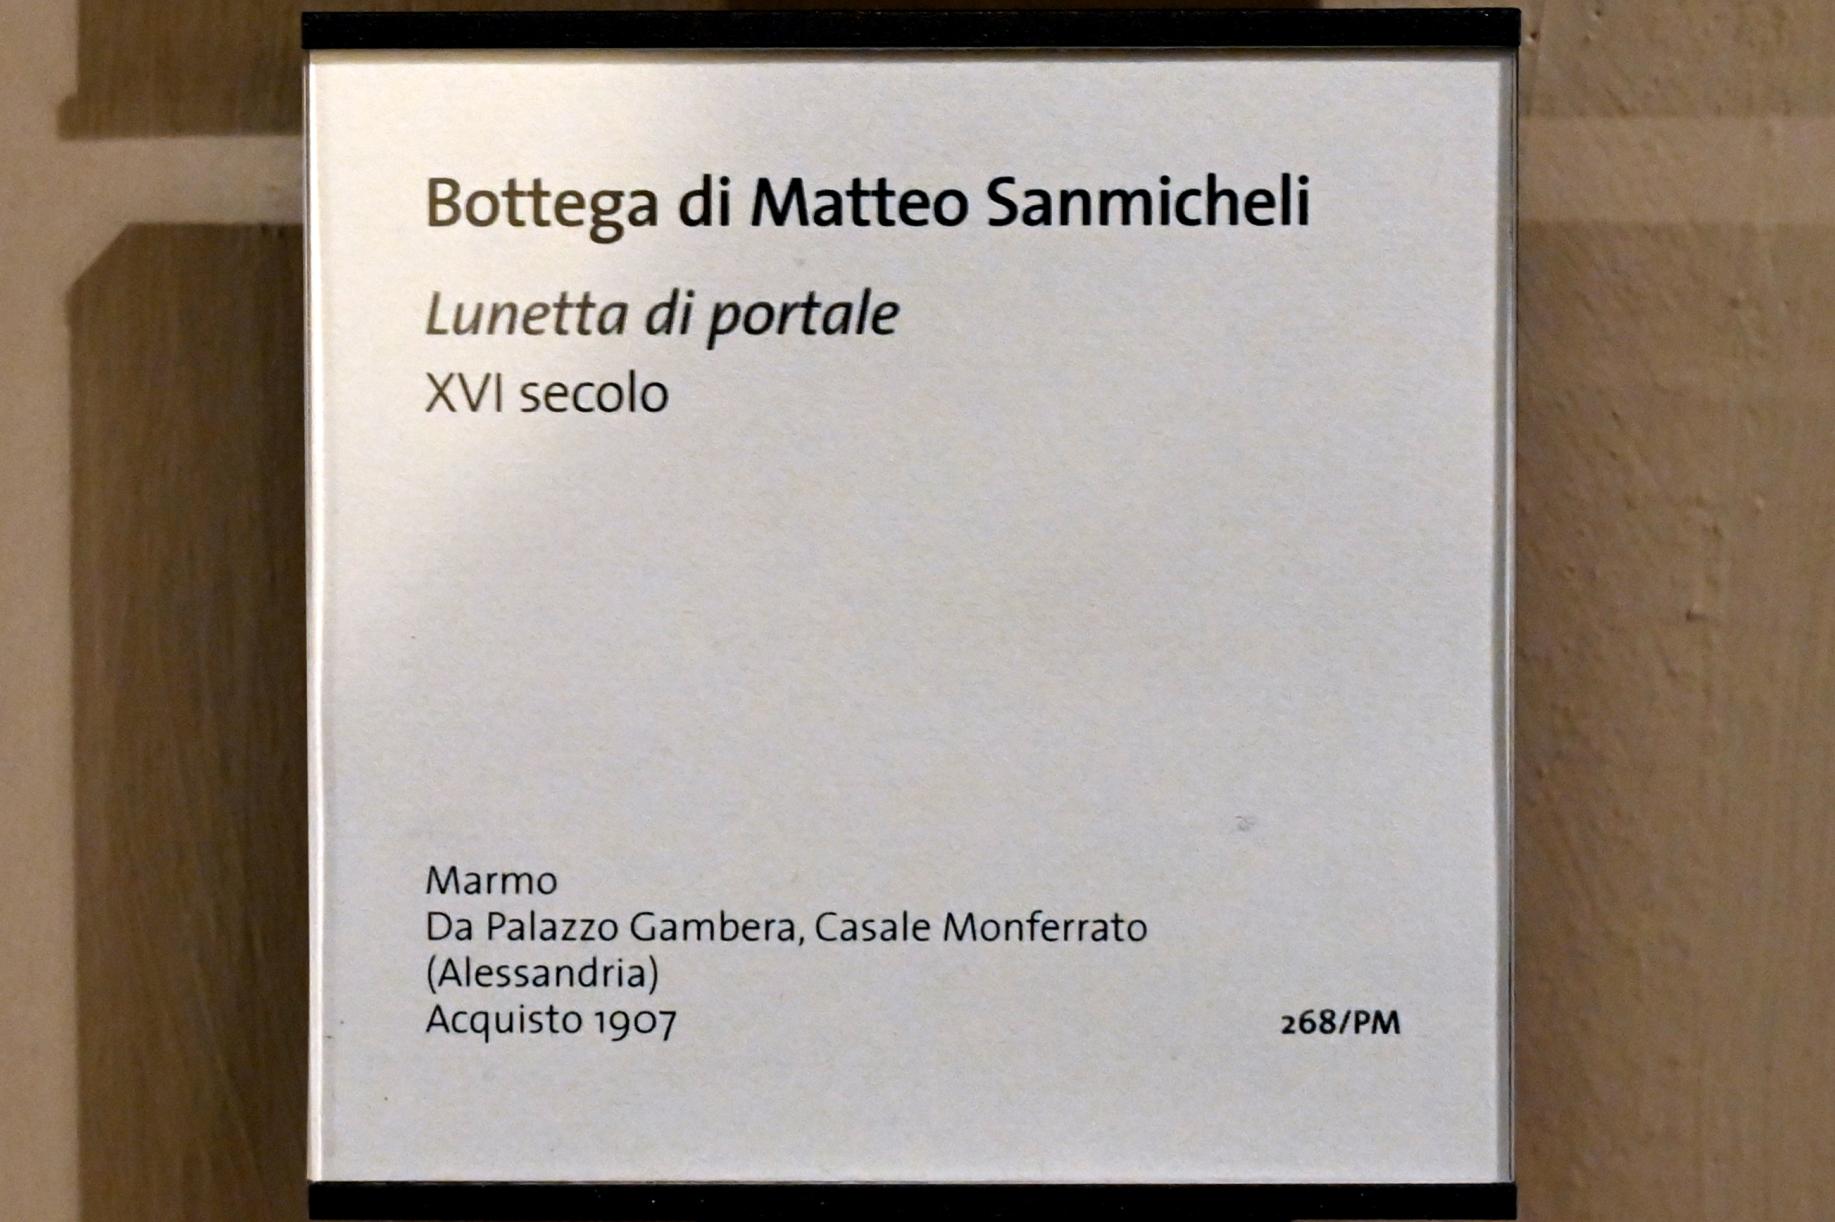 Bottega di Matteo Sanmicheli
Lunetta di portale
XVI secolo
Marmo
Da Palazzo Gambera, Casale Monferrato
(Alessandria)
Acquisto 1907
268/PM